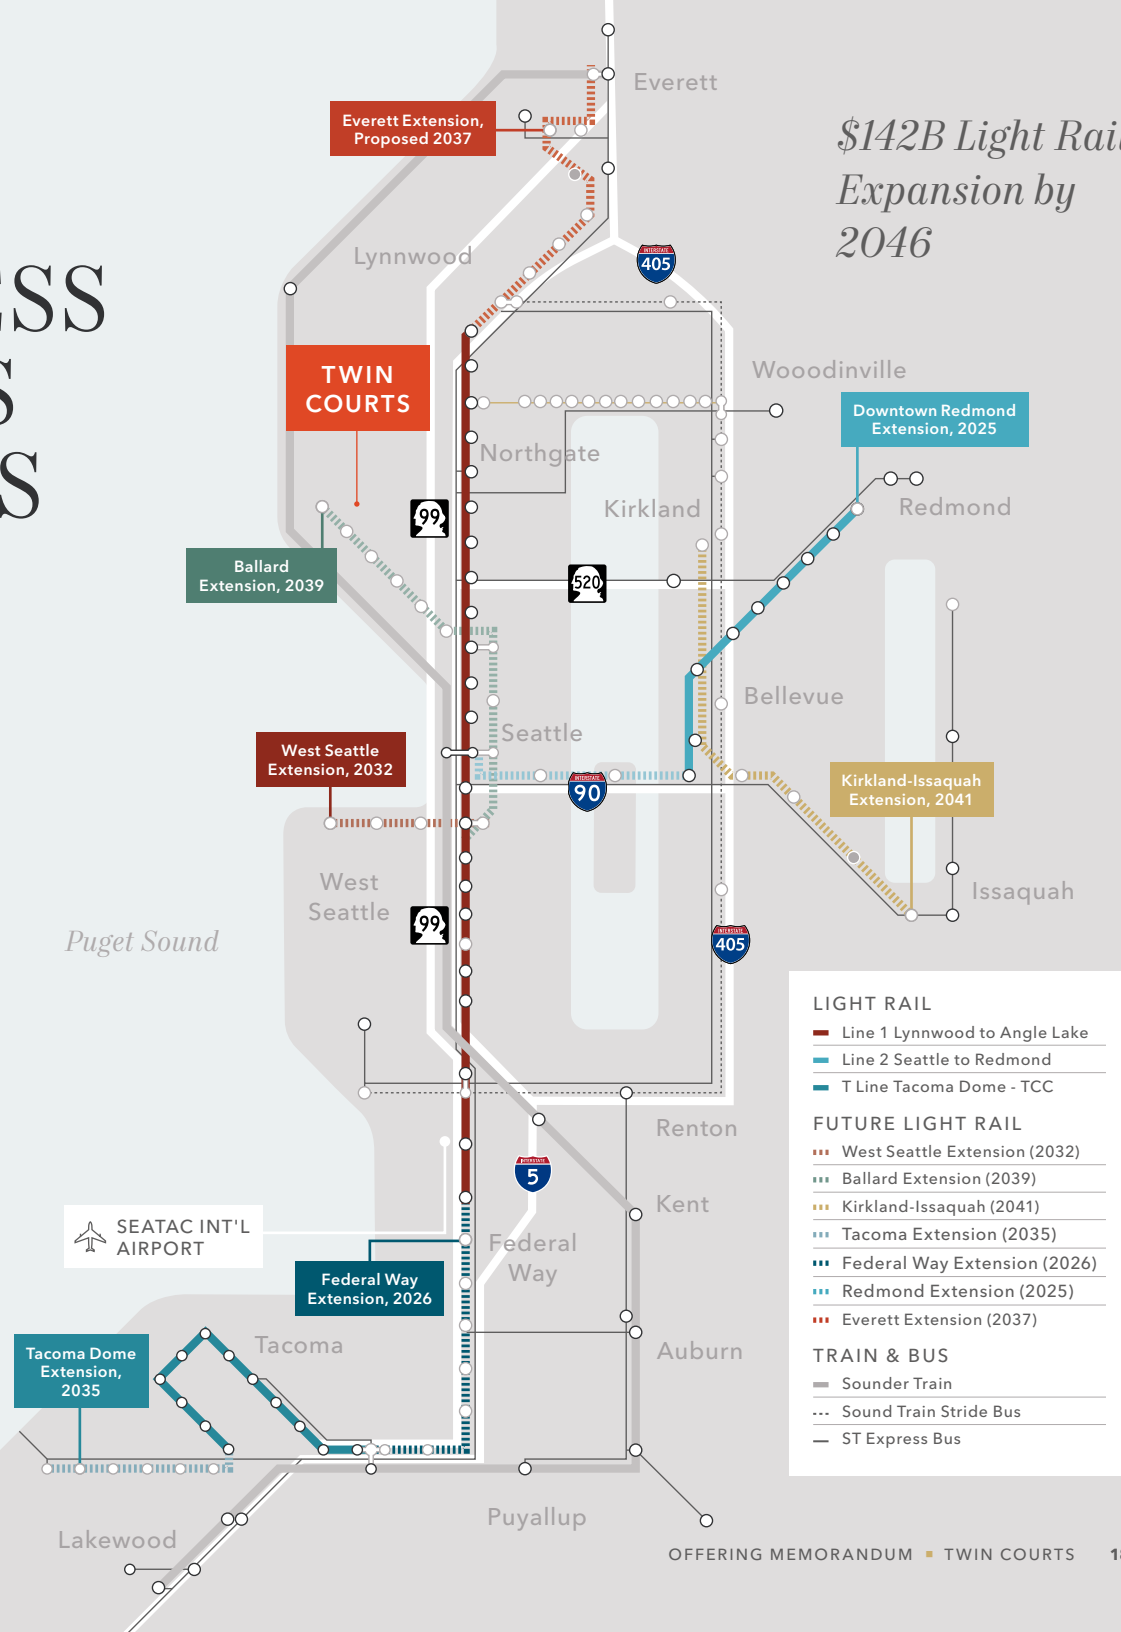 ESS
S
S
$142B Light Rail
Expansion by
2046
Everett
Everett Extension,
Proposed 2037
Lynnwood
INTERSTATE
405
TWIN
COURTS
Wooodinville
Downtown Redmond
Extension, 2025
Northgate
Kirkland
Redmond
99
520
Ballard
Extension, 2039
Bellevue
Seattle
West Seattle
Extension, 2032
INTERSTATE
90
Kirkland-Issaquah
Extension, 2041
West
Seattle
Issaquah
99
Puget Sound
INTERSTATE
405
LIGHT RAIL
Line 1 Lynnwood to Angle Lake
Line 2 Seattle to Redmond
T Line Tacoma Dome - TCC
FUTURE LIGHT RAIL
West Seattle Extension (2032)
Ballard Extension (2039)
Kirkland-Issaquah (2041)
Tacoma Extension (2035)
Federal Way Extension (2026)
Redmond Extension (2025)
Everett Extension (2037)
TRAIN & BUS
Sounder Train
Sound Train Stride Bus
ST Express Bus
Renton
INTERSTATE
5
Kent
SEATAC INT'L
AIRPORT
Federal
Way
Federal Way
Extension, 2026
Tacoma
Auburn
Tacoma Dome
Extension,
2035
Puyallup
Lakewood
OFFERING MEMORANDUM ▪ TWIN COURTS